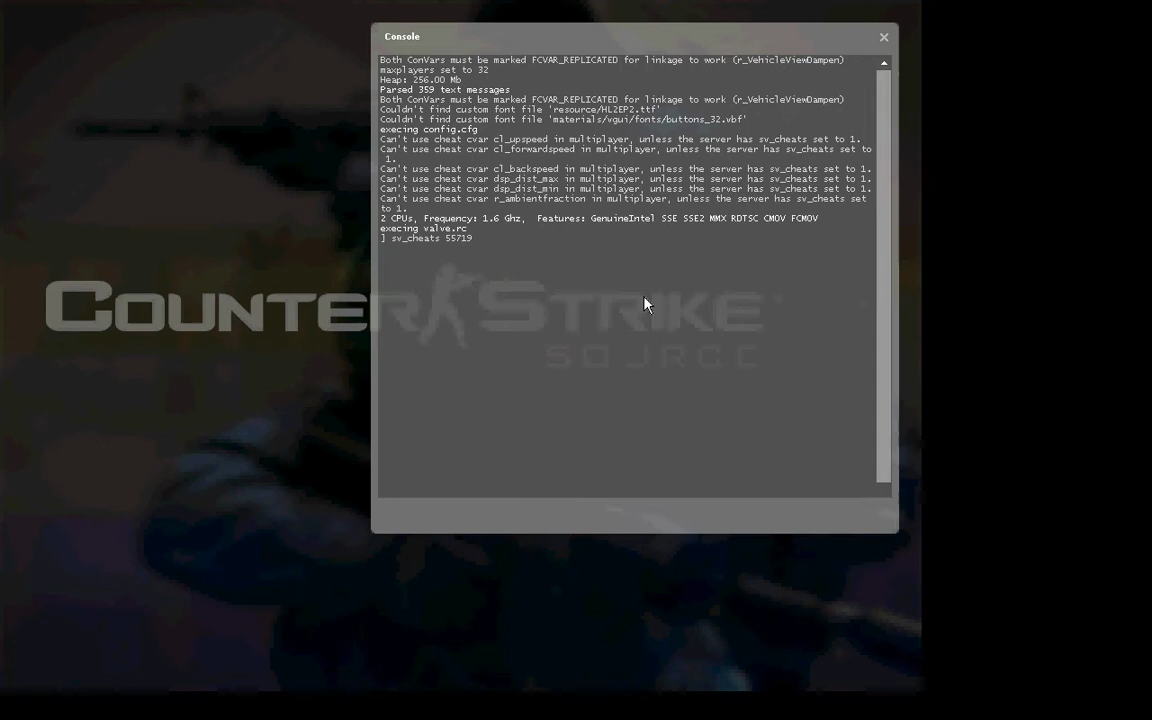 Console
Both ConVars must be marked FCVAR_REPLICATED for linkage to work (r_VehicleViewDampen)
maxplayers set to 32
Heap: 256.00 Mb
Parsed 359 text messages
Both ConVars must be marked FCVAR_REPLICATED for linkage to work (r_VehicleViewDampen)
Couldn't find custom font file 'resource/HL2EP2.ttf'
Couldn't find custom font file 'materials/vgui/fonts/buttons_32.vbf'
execing config.cfg
Can't use cheat cvar cl_upspeed in multiplayer, unless the server has sv_cheats set to 1.
Can't use cheat cvar cl_forwardspeed in multiplayer, unless the server has sv_cheats set to
1.
Can't use cheat cvar cl_backspeed in multiplayer, unless the server has sv_cheats set to 1.
Can't use cheat cvar dsp_dist_max in multiplayer, unless the server has sv_cheats set to 1.
Can't use cheat cvar dsp_dist_min in multiplayer, unless the server has sv_cheats set to 1.
Can't use cheat cvar r_ambientfraction in multiplayer, unless the server has sv_cheats set
to 1.
2 CPUs, Frequency: 1.6 Ghz,  Features: GenuineIntel SSE SSE2 MMX RDTSC CMOV FCMOV
execing valve.rc
] sv_cheats 55719
COUNTER STRIKE
SOURCE